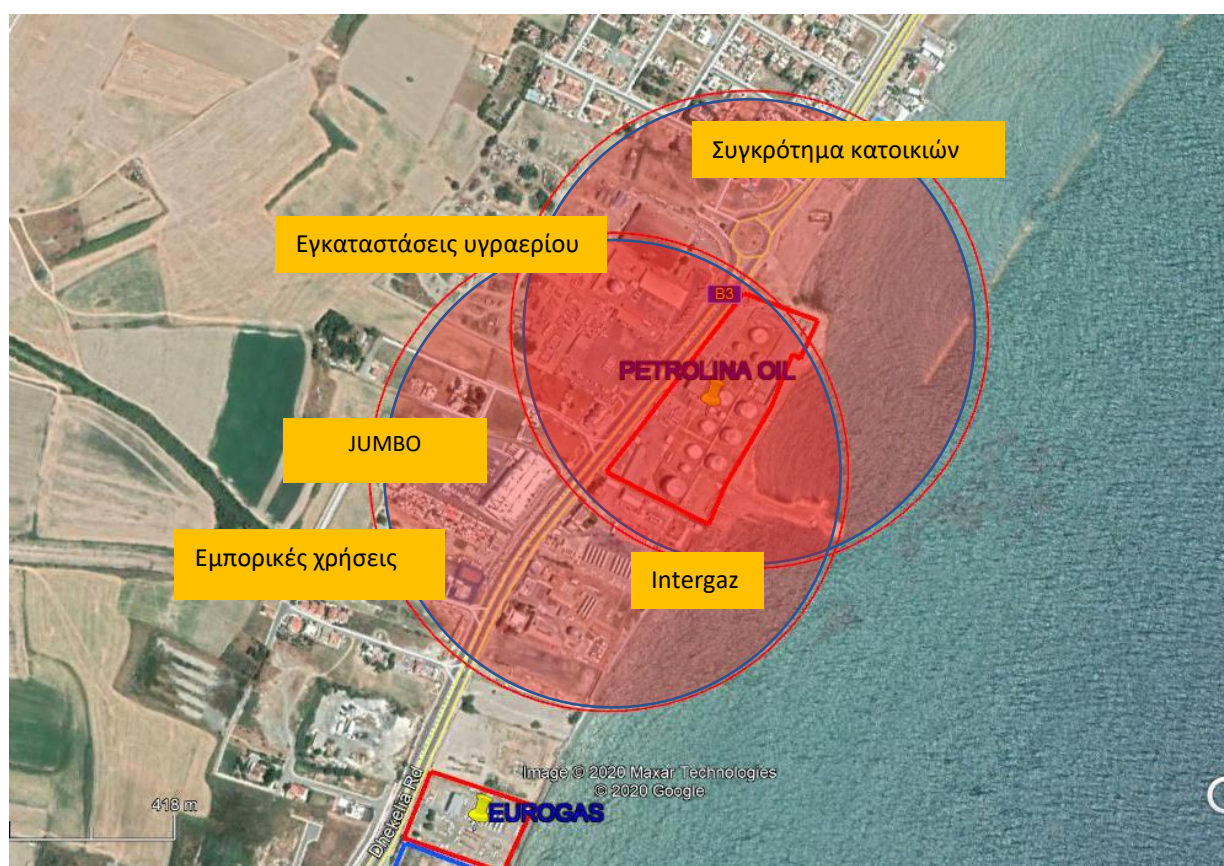 Συγκρότημα κατοικιών
Εγκαταστάσεις υγραερίου
B3
PETROLINA OIL
JUMBO
Εμπορικές χρήσεις
Intergaz
Image © 2020 Maxar Technologies
© 2020 Google
418 m
Dhekelia Rd
EUROGAS